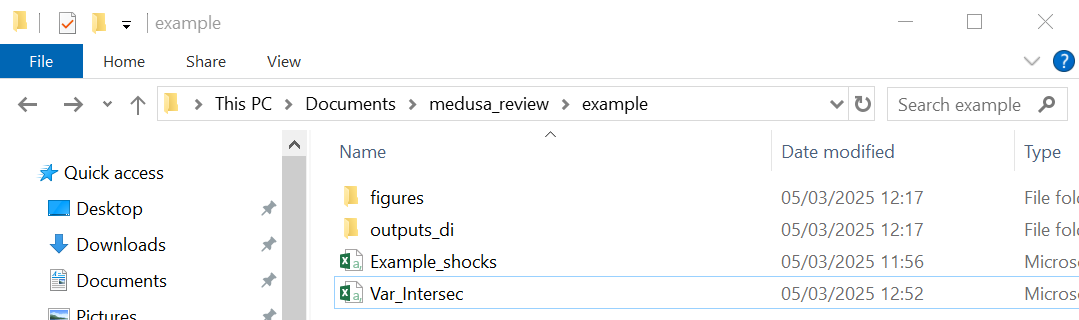 example
File Home Share View
This PC Documents medusa_review example Search example
Name Date modified Type
Quick access
Desktop
Downloads
Documents
Pictures
figures 05/03/2025 12:17 File fol
outputs_di 05/03/2025 12:17 File fol
Example_shocks 05/03/2025 11:56 Micros
Var_Intersec 05/03/2025 12:52 Micros